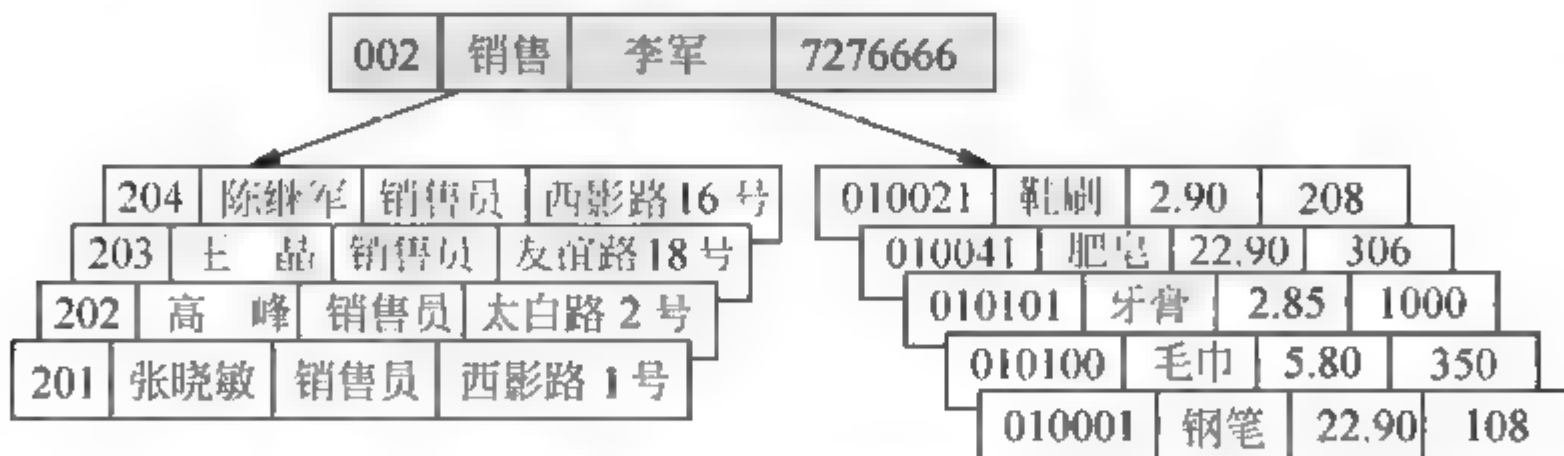 002 销售 李军 7276666
204 陈继军 销售员 西影路 16 号
203 王 晶 销售员 友谊路 18 号
202 高 峰 销售员 太白路 2 号
201 张晓敏 销售员 西影路 1 号
010021 鞋刷 2.90 208
010041 肥皂 22.90 306
010101 牙膏 2.85 1000
010100 毛巾 5.80 350
010001 钢笔 22.90 108